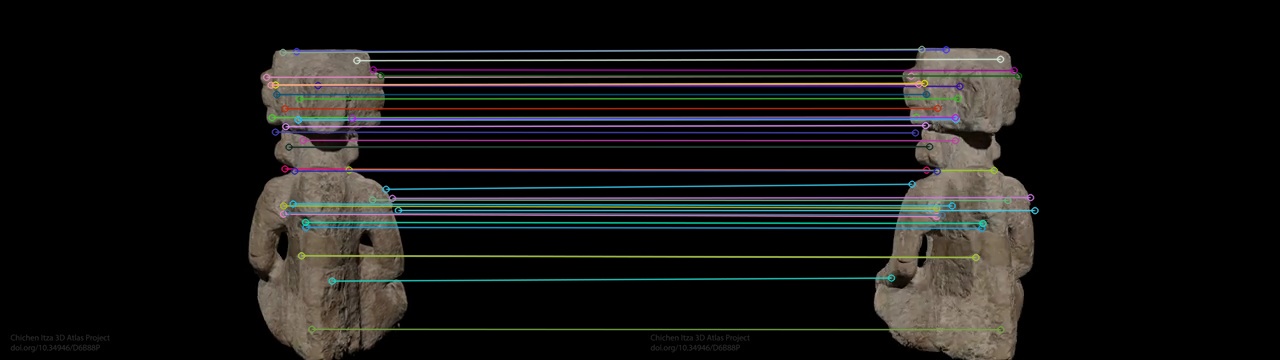 Chichen Itza 3D Atlas Project
doi.org/10.34946/D6B88P
Chichen Itza 3D Atlas Project
doi.org/10.34946/D6B88P